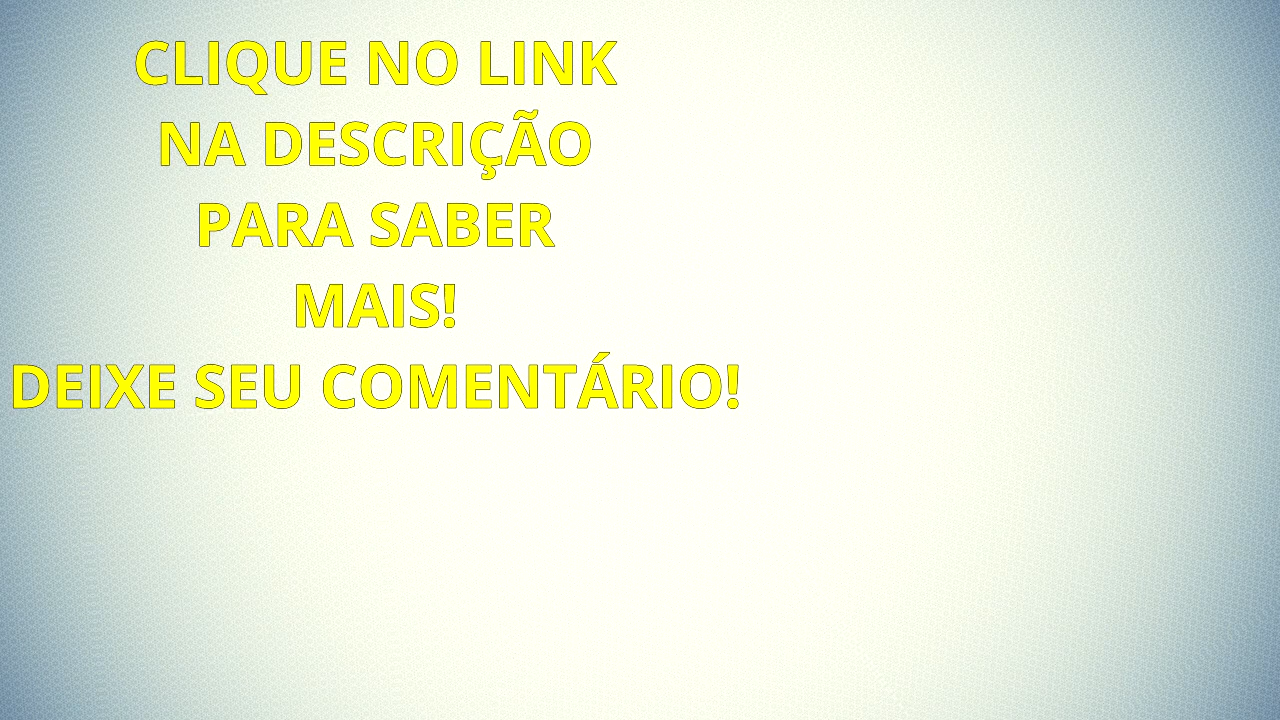 CLIQUE NO LINK
NA DESCRIÇÃO
PARA SABER
MAIS!
DEIXE SEU COMENTÁRIO!